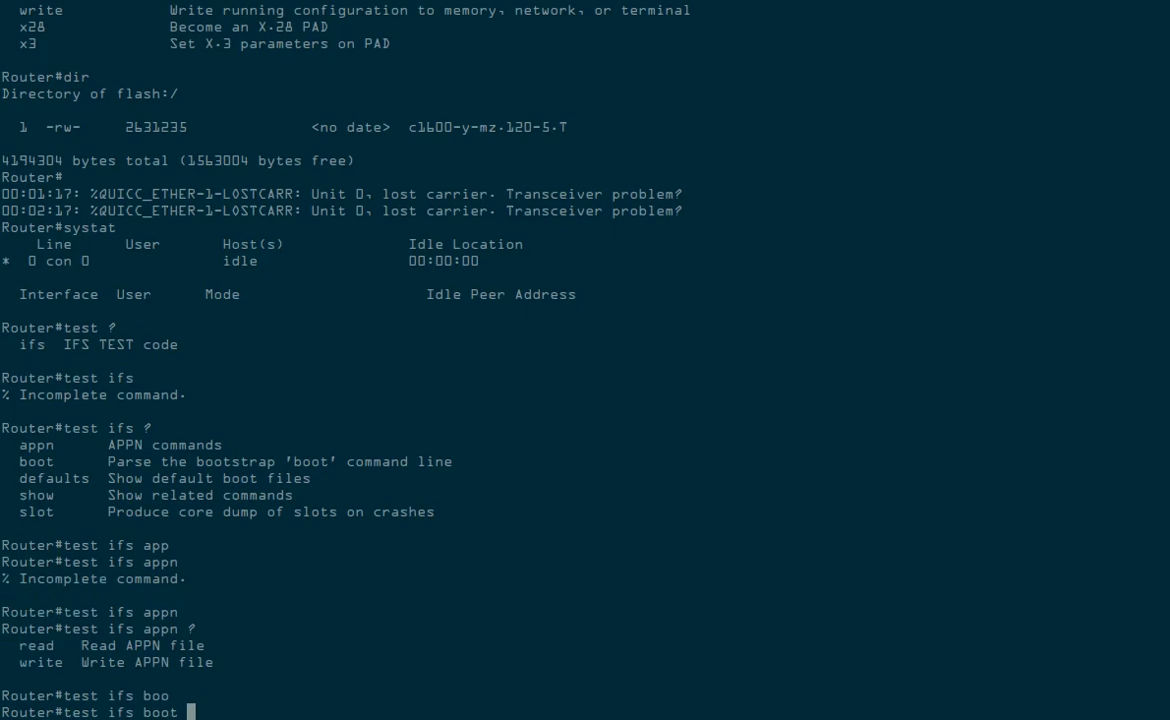 write            Write running configuration to memory, network, or terminal
x28              Become an X.28 PAD
x3               Set X.3 parameters on PAD
Router#dir
Directory of flash:/
1  -rw-     2631235              <no date>  c1600-y-mz.120-5.T
4194304 bytes total (1563004 bytes free)
Router#
00:01:17: %QUICC_ETHER-1-LOSTCARR: Unit 0, lost carrier. Transceiver problem?
00:02:17: %QUICC_ETHER-1-LOSTCARR: Unit 0, lost carrier. Transceiver problem?
Router#systat
Line     User       Host(s)              Idle Location
*  0 con 0               idle                 00:00:00
Interface  User      Mode                     Idle Peer Address
Router#test ?
ifs  IFS TEST code
Router#test ifs
% Incomplete command.
Router#test ifs ?
appn      APPN commands
boot      Parse the bootstrap 'boot' command line
defaults  Show default boot files
show      Show related commands
slot      Produce core dump of slots on crashes
Router#test ifs app
Router#test ifs appn
% Incomplete command.
Router#test ifs appn
Router#test ifs appn ?
read   Read APPN file
write  Write APPN file
Router#test ifs boo
Router#test ifs boot